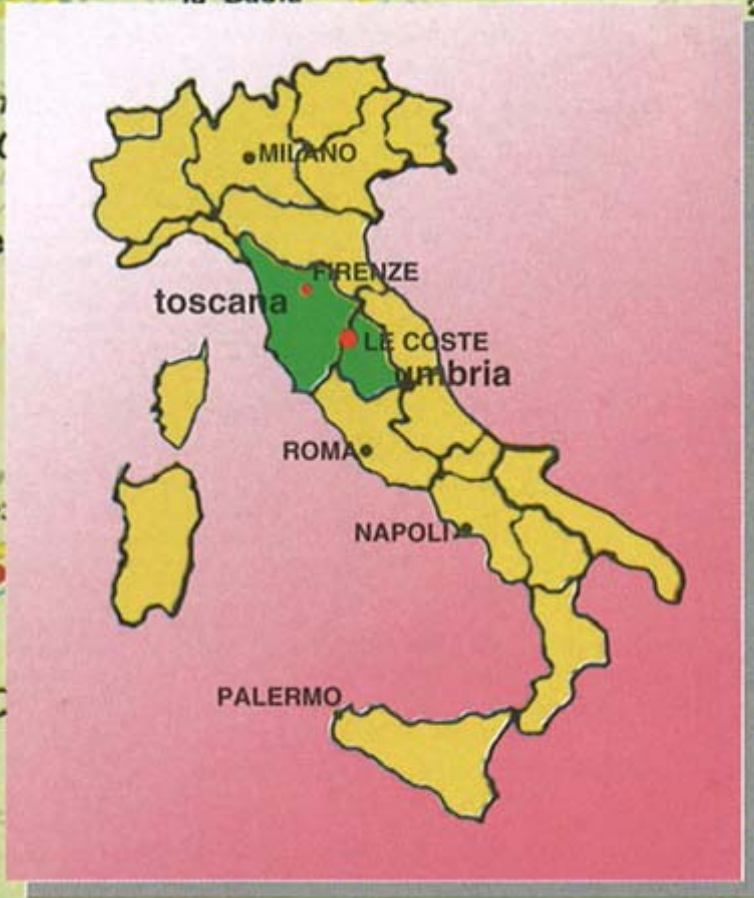 MILANO
FIRENZE
toscana
LE COSTE
umbria
ROMA
NAPOLI
PALERMO